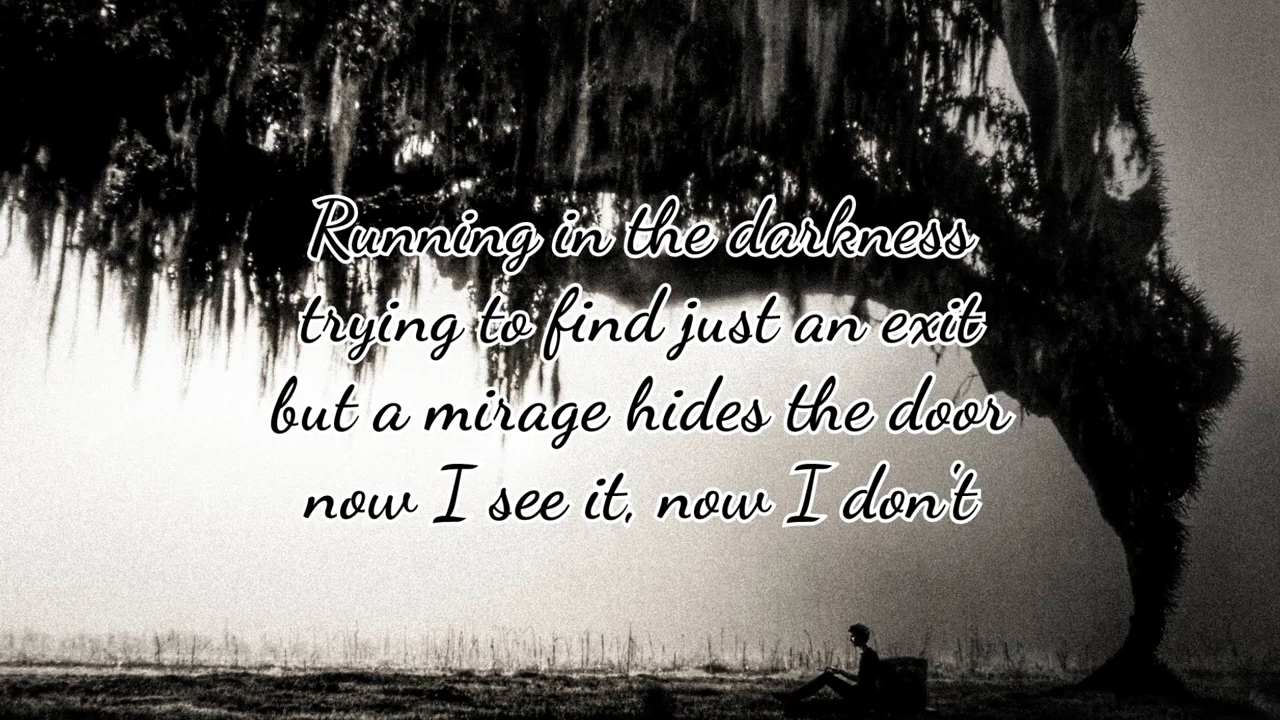 Running in the darkness
trying to find just an exit
but a mirage hides the door
now I see it, now I don't